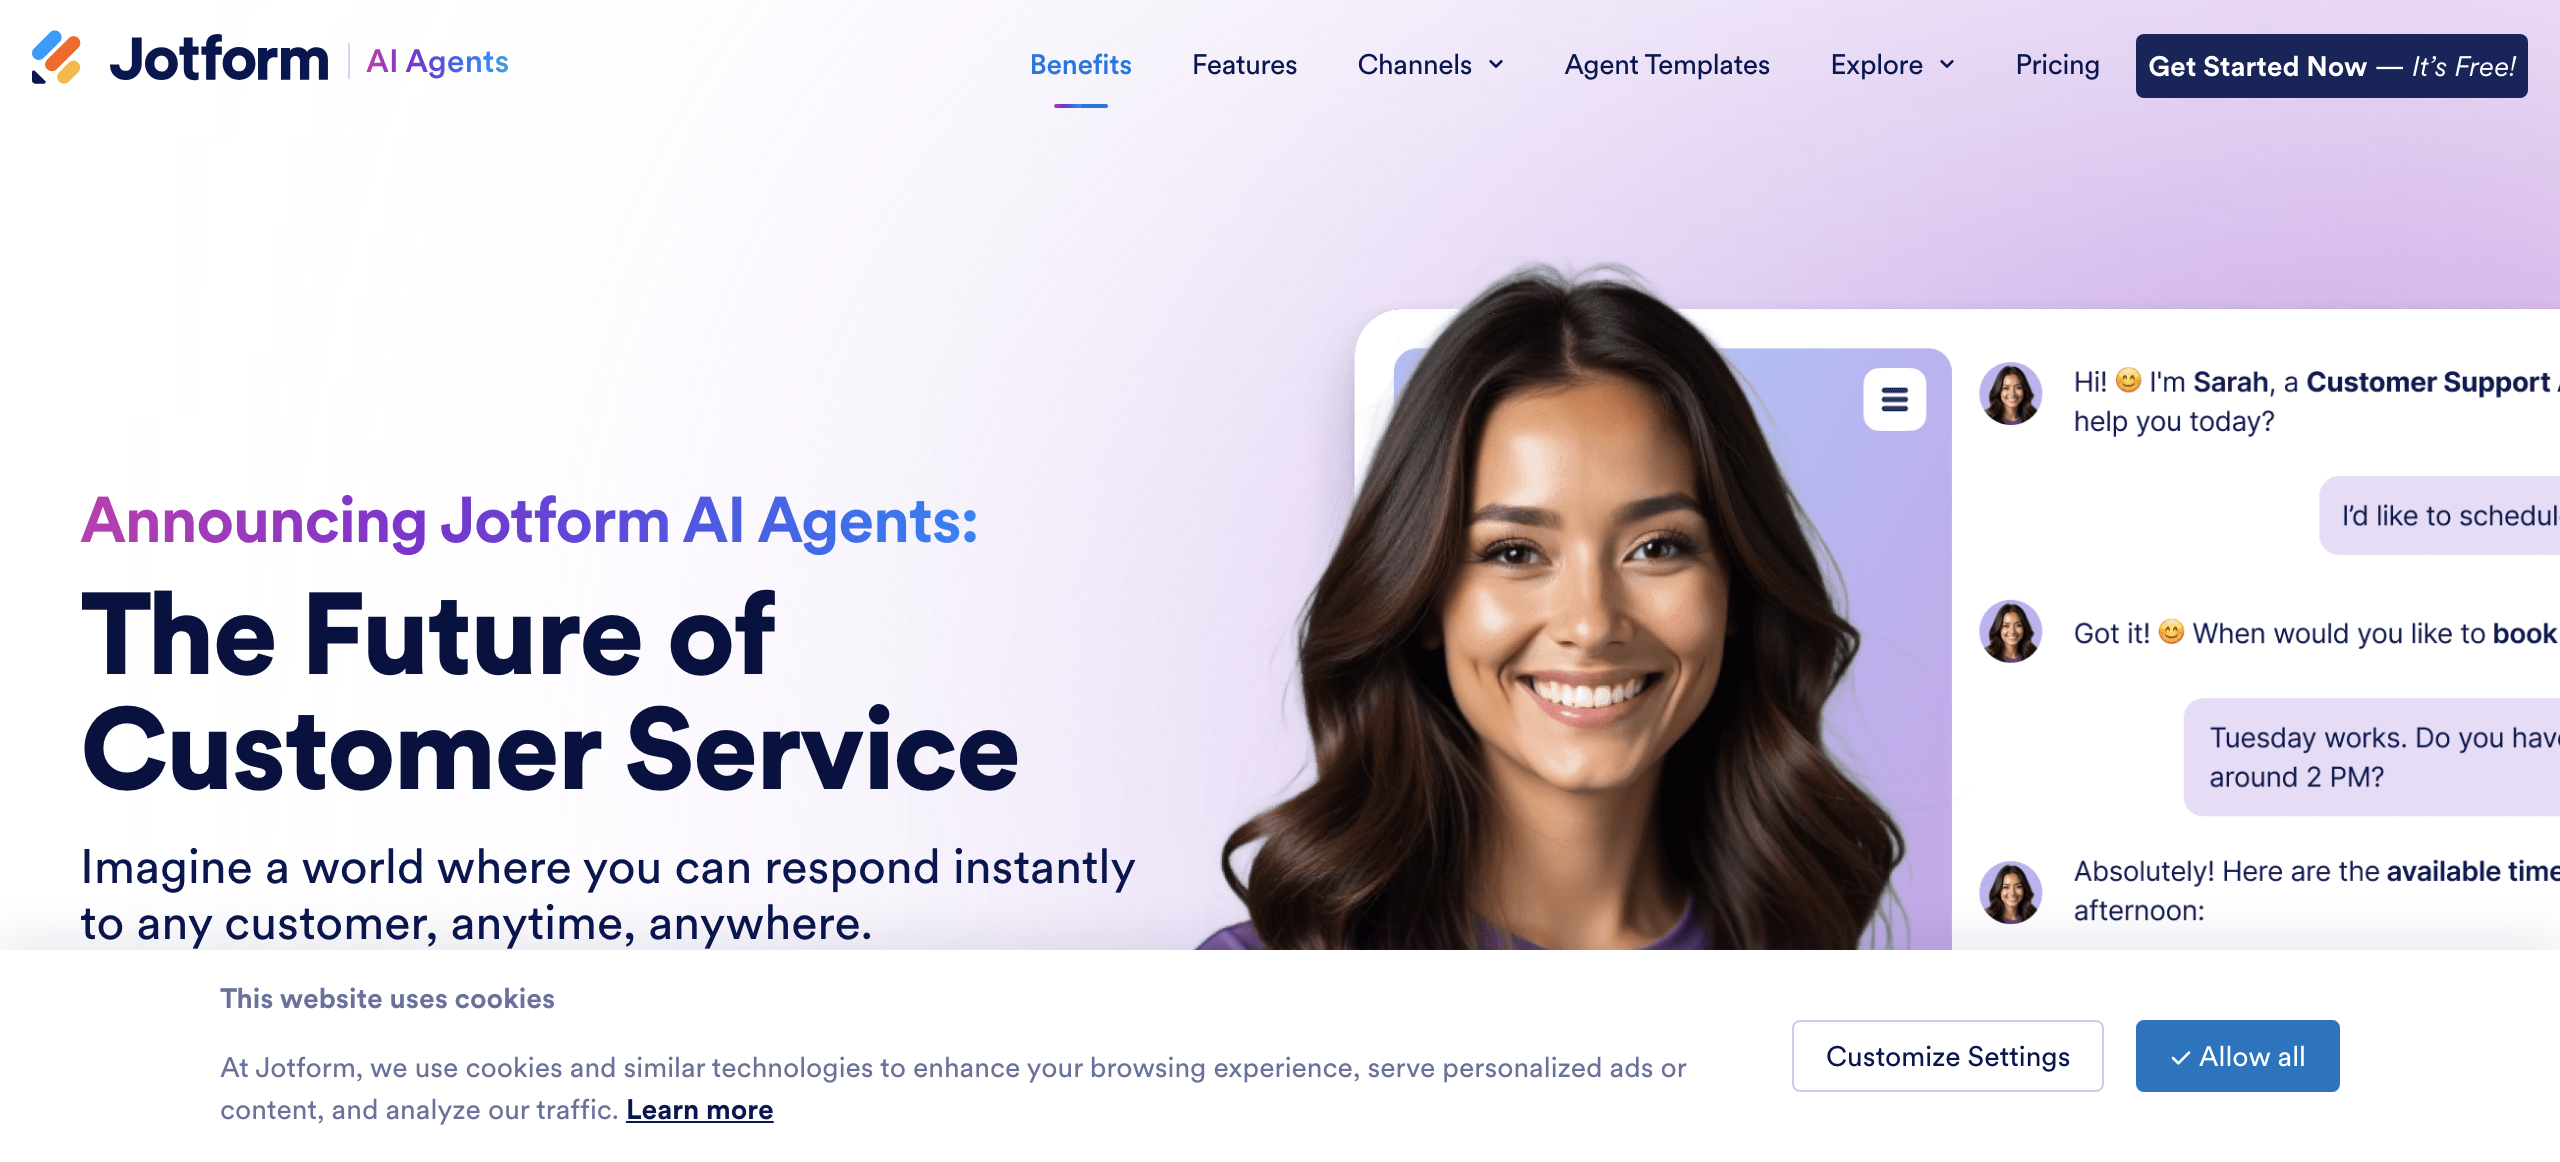 Jotform AI Agents
Benefits Features Channels Agent Templates Explore Pricing Get Started Now — It’s Free!
Announcing Jotform AI Agents:
The Future of
Customer Service
Imagine a world where you can respond instantly
to any customer, anytime, anywhere.
Hi! 😊 I'm Sarah, a Customer Support
help you today?
I’d like to schedul
Got it! 😊 When would you like to book
Tuesday works. Do you hav
around 2 PM?
Absolutely! Here are the available time
afternoon:
This website uses cookies
At Jotform, we use cookies and similar technologies to enhance your browsing experience, serve personalized ads or
content, and analyze our traffic. Learn more
Customize Settings
✓ Allow all